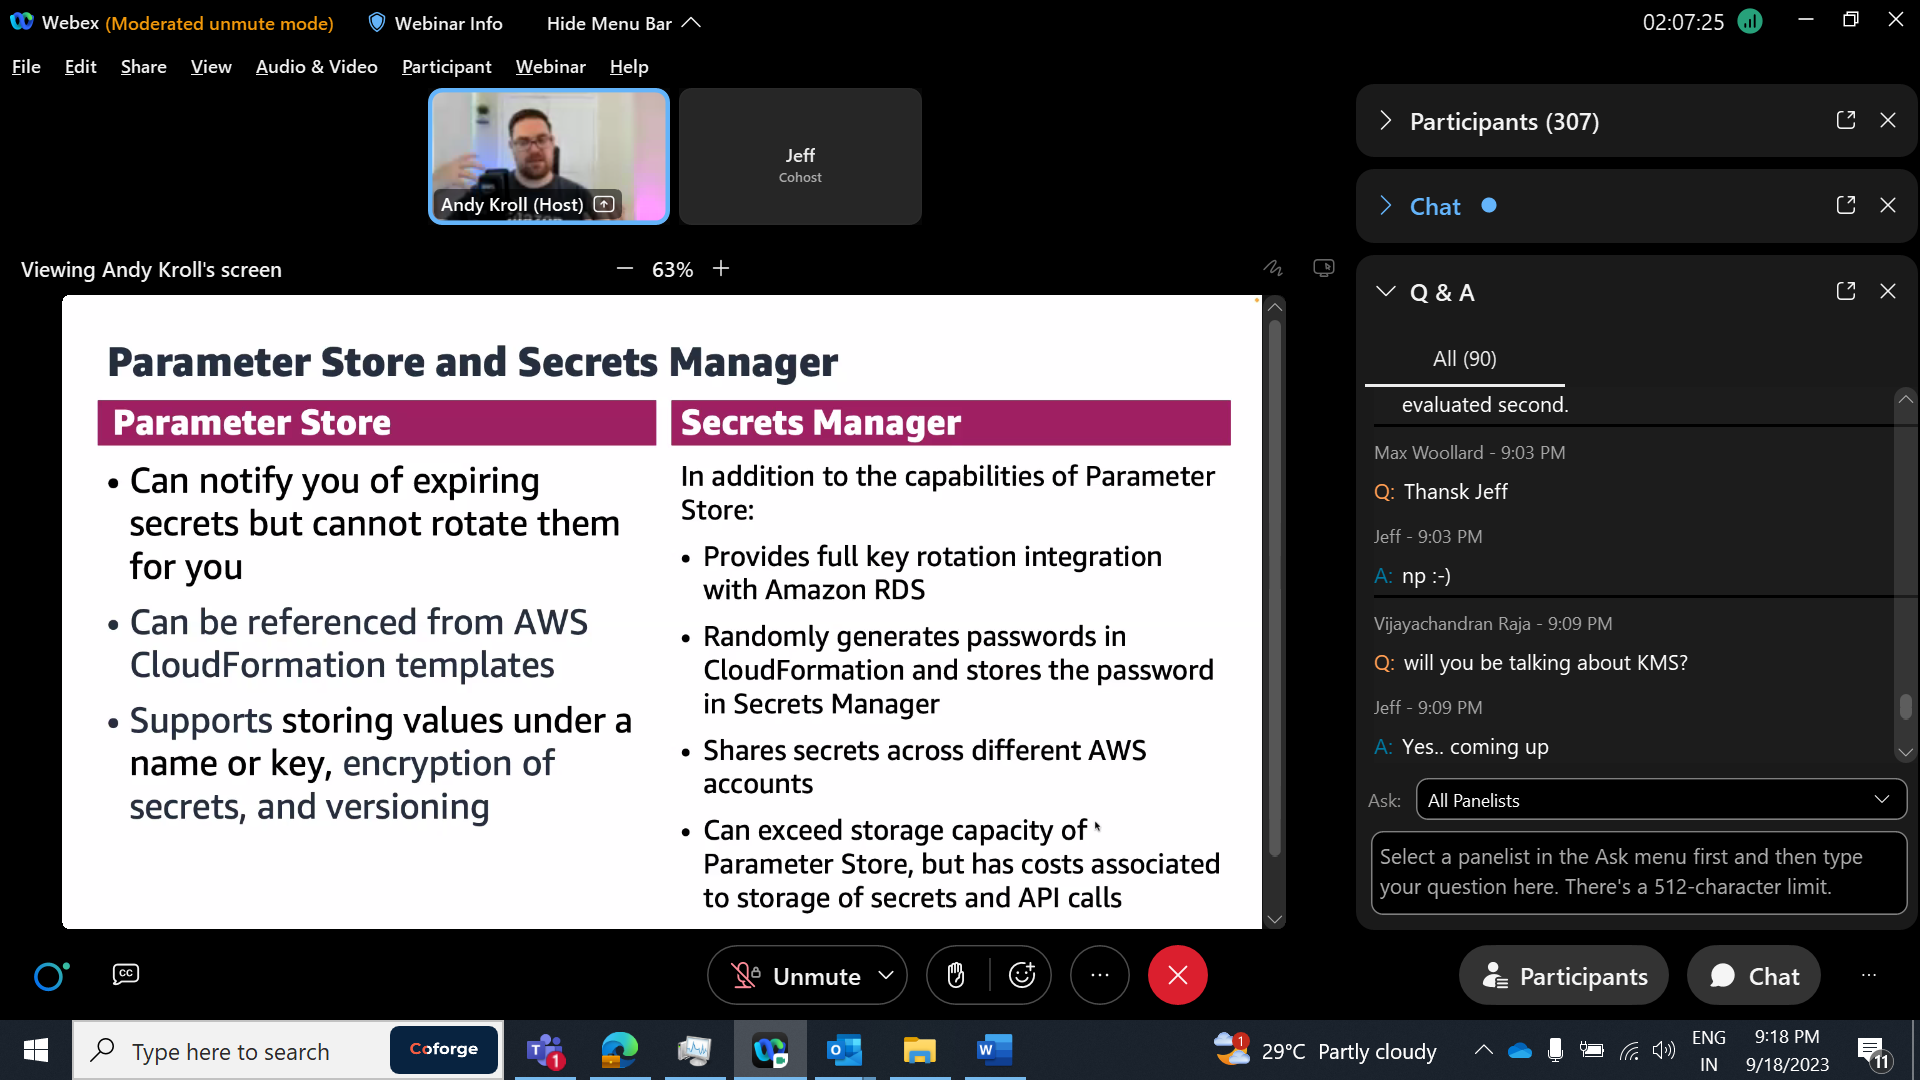 Webex (Moderated unmute mode) Webinar Info Hide Menu Bar 02:07:25
File Edit Share View Audio & Video Participant Webinar Help
Andy Kroll (Host)
Jeff
Cohost
Viewing Andy Kroll's screen 63%
Parameter Store and Secrets Manager
Parameter Store
• Can notify you of expiring
secrets but cannot rotate them
for you
• Can be referenced from AWS
CloudFormation templates
• Supports storing values under a
name or key, encryption of
secrets, and versioning
Secrets Manager
In addition to the capabilities of Parameter
Store:
• Provides full key rotation integration
with Amazon RDS
• Randomly generates passwords in
CloudFormation and stores the password
in Secrets Manager
• Shares secrets across different AWS
accounts
• Can exceed storage capacity of
Parameter Store, but has costs associated
to storage of secrets and API calls
Participants (307)
Chat
Q & A
All (90)
evaluated second.
Max Woollard - 9:03 PM
Q: Thansk Jeff
Jeff - 9:03 PM
A: np :-)
Vijayachandran Raja - 9:09 PM
Q: will you be talking about KMS?
Jeff - 9:09 PM
A: Yes.. coming up
Ask: All Panelists
Select a panelist in the Ask menu first and then type
your question here. There's a 512-character limit.
CC Unmute Participants Chat
Type here to search Coforge 1 1 29°C Partly cloudy ENG 9:18 PM
IN 9/18/2023 11